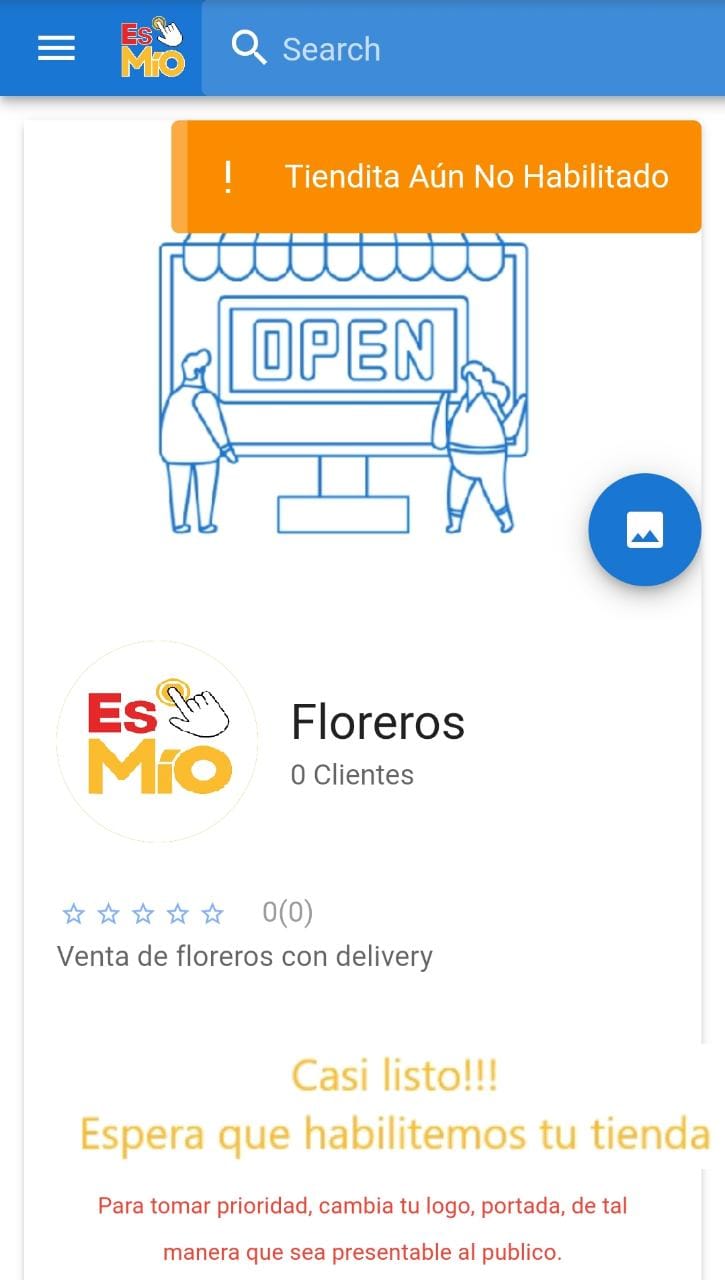 Es
Mío
Search
! Tiendita Aún No Habilitado
OPEN
Es
Mío
Floreros
0 Clientes
0(0)
Venta de floreros con delivery
Casi listo!!!
Espera que habilitemos tu tienda
Para tomar prioridad, cambia tu logo, portada, de tal
manera que sea presentable al publico.